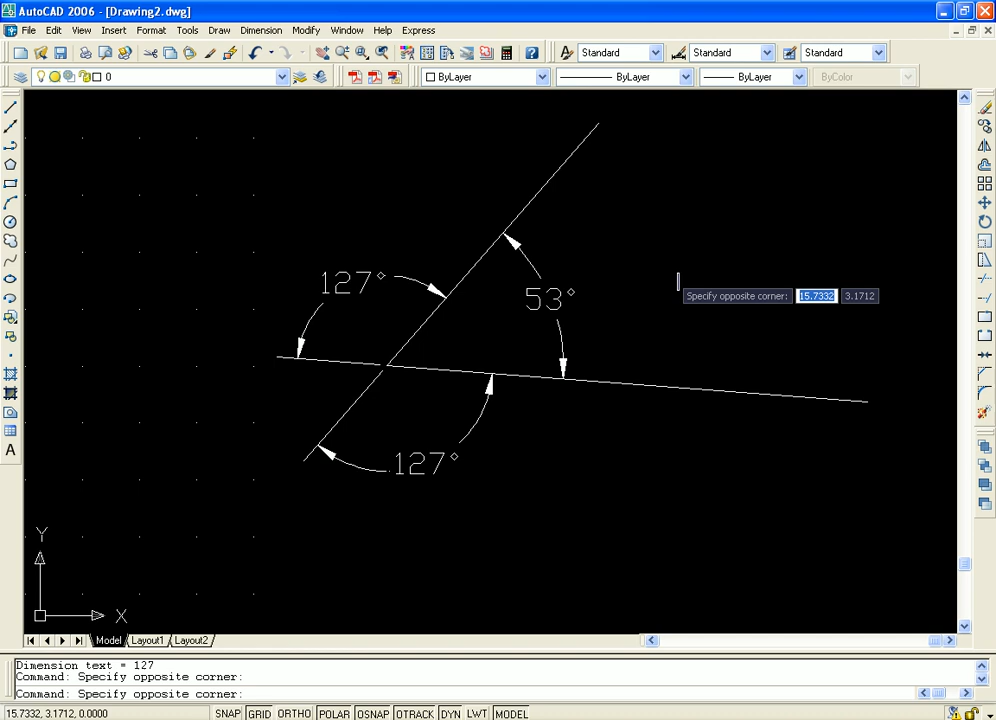 AutoCAD 2006 - [Drawing2.dwg]
File Edit View Insert Format Tools Draw Dimension Modify Window Help Express
Standard Standard Standard
0 ByLayer ByLayer ByLayer ByColor
127°
53°
Specify opposite corner: 15.7332 3.1712
127°
Y
X
Model Layout1 Layout2
Dimension text = 127
Command: Specify opposite corner:
Command: Specify opposite corner:
15.7332, 3.1712, 0.0000 SNAP GRID ORTHO POLAR OSNAP OTRACK DYN LWT MODEL